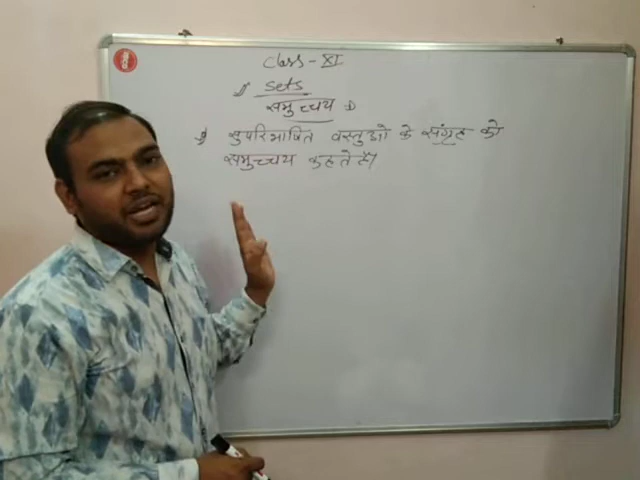 Class - XI
Sets
समुच्चय
सुपरिभाषित वस्तुओ के संग्रह को
समुच्चय कहते है।